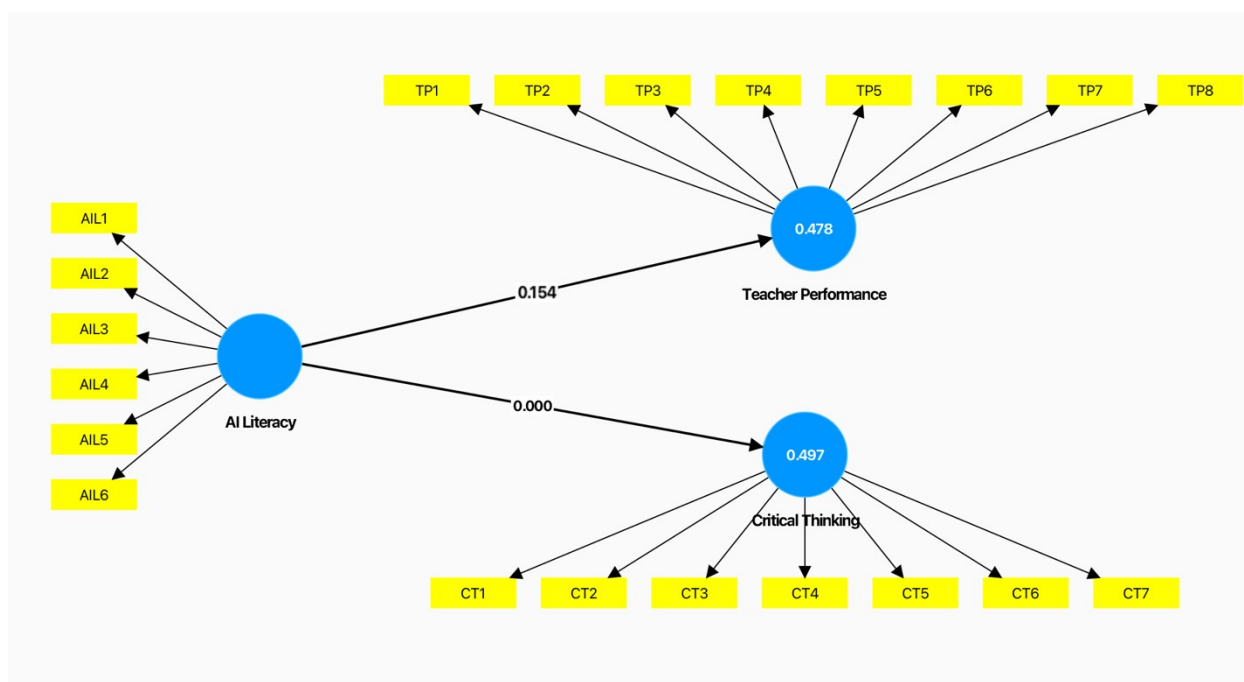 TP1 TP2 TP3 TP4 TP5 TP6 TP7 TP8
AIL1
0.478
AIL2
0.154
Teacher Performance
AIL3
AIL4
0.000
AI Literacy
AIL5
0.497
AIL6
Critical Thinking
CT1 CT2 CT3 CT4 CT5 CT6 CT7